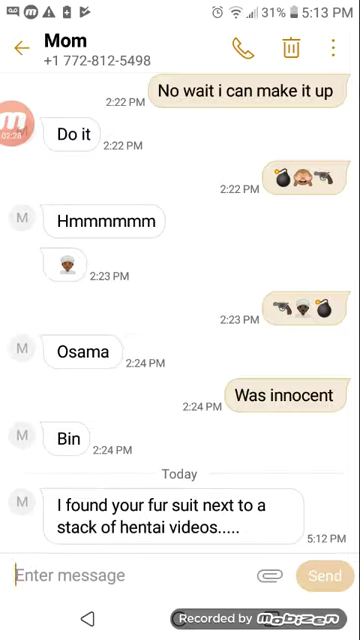 31% 5:13 PM
Mom
+1 772-812-5498
No wait i can make it up
2:22 PM
02:28
Do it
2:22 PM
💣🙈🔫
2:22 PM
M
Hmmmmmm
👳🏾
2:23 PM
🔫👳🏿💣
2:23 PM
M
Osama
2:24 PM
Was innocent
2:24 PM
M
Bin
2:24 PM
Today
M
I found your fur suit next to a
stack of hentai videos.....
5:12 PM
Enter message
Send
Recorded by Mobizen